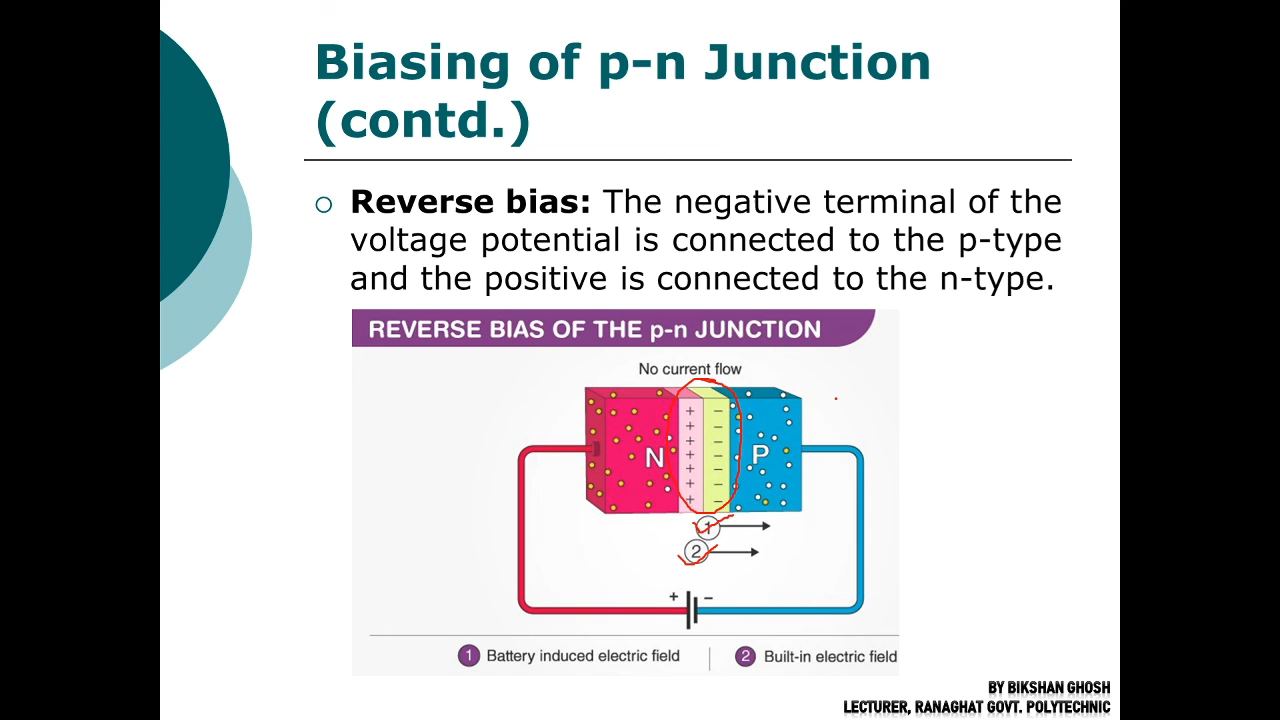 Biasing of p-n Junction
(contd.)
Reverse bias: The negative terminal of the
voltage potential is connected to the p-type
and the positive is connected to the n-type.
REVERSE BIAS OF THE p-n JUNCTION
No current flow
+ −
+ −
+ −
+ −
+ −
+ −
+ −
N P
1
2
+ −
1 Battery induced electric field
2 Built-in electric field
BY BIKSHAN GHOSH
LECTURER, RANAGHAT GOVT. POLYTECHNIC